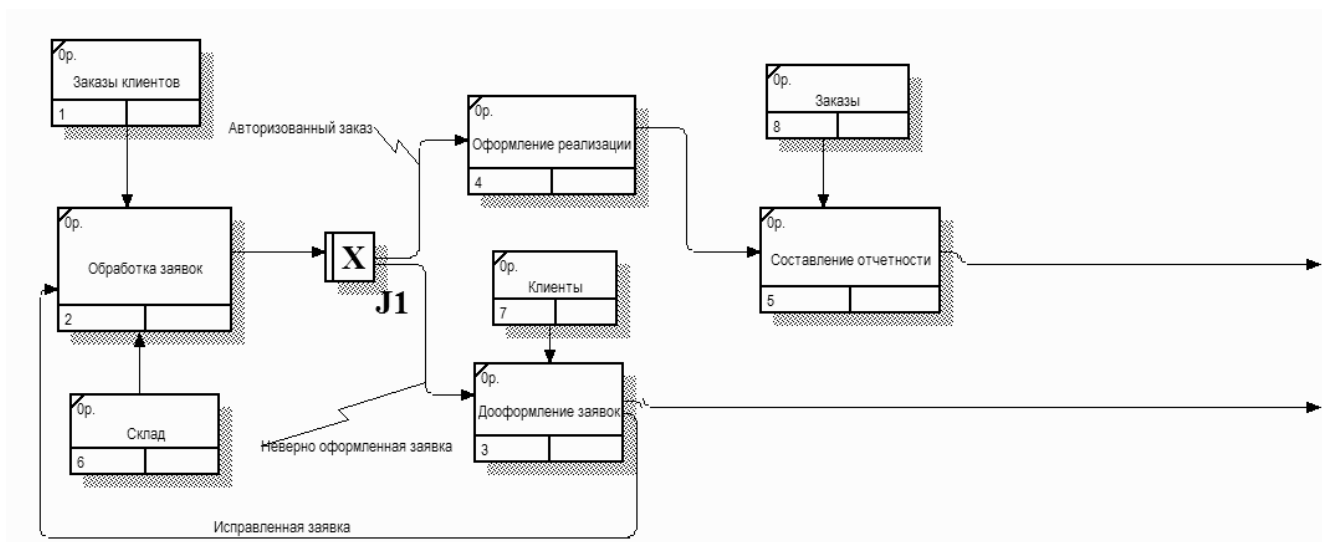 0р.
Заказы клиентов
1
0р.
Заказы
8
Авторизованный заказ
0р.
Оформление реализации
4
0р.
Обработка заявок
2
X
J1
0р.
Клиенты
7
0р.
Составление отчетности
5
0р.
Склад
6
0р.
Дооформление заявок
3
Неверно оформленная заявка
Исправленная заявка